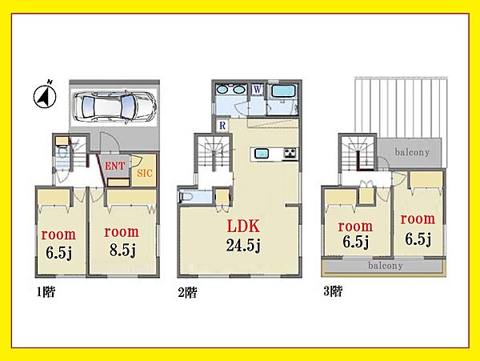 N
W
R
ENT
SIC
balcony
room
6.5j
room
8.5j
LDK
24.5j
room
6.5j
room
6.5j
balcony
1階
2階
3階